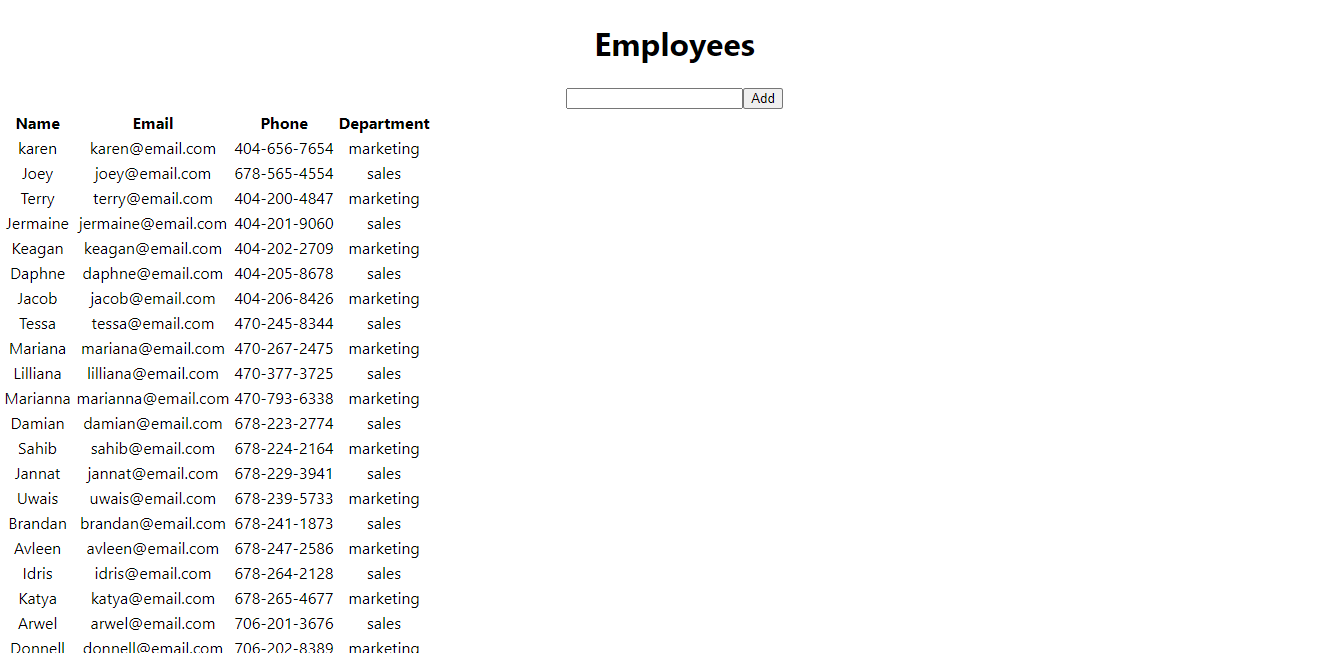 Employees
Add
Name Email Phone Department
karen karen@email.com 404-656-7654 marketing
Joey joey@email.com 678-565-4554 sales
Terry terry@email.com 404-200-4847 marketing
Jermaine jermaine@email.com 404-201-9060 sales
Keagan keagan@email.com 404-202-2709 marketing
Daphne daphne@email.com 404-205-8678 sales
Jacob jacob@email.com 404-206-8426 marketing
Tessa tessa@email.com 470-245-8344 sales
Mariana mariana@email.com 470-267-2475 marketing
Lilliana lilliana@email.com 470-377-3725 sales
Marianna marianna@email.com 470-793-6338 marketing
Damian damian@email.com 678-223-2774 sales
Sahib sahib@email.com 678-224-2164 marketing
Jannat jannat@email.com 678-229-3941 sales
Uwais uwais@email.com 678-239-5733 marketing
Brandan brandan@email.com 678-241-1873 sales
Avleen avleen@email.com 678-247-2586 marketing
Idris idris@email.com 678-264-2128 sales
Katya katya@email.com 678-265-4677 marketing
Arwel arwel@email.com 706-201-3676 sales
Donnell donnell@email.com 706-202-8389 marketing